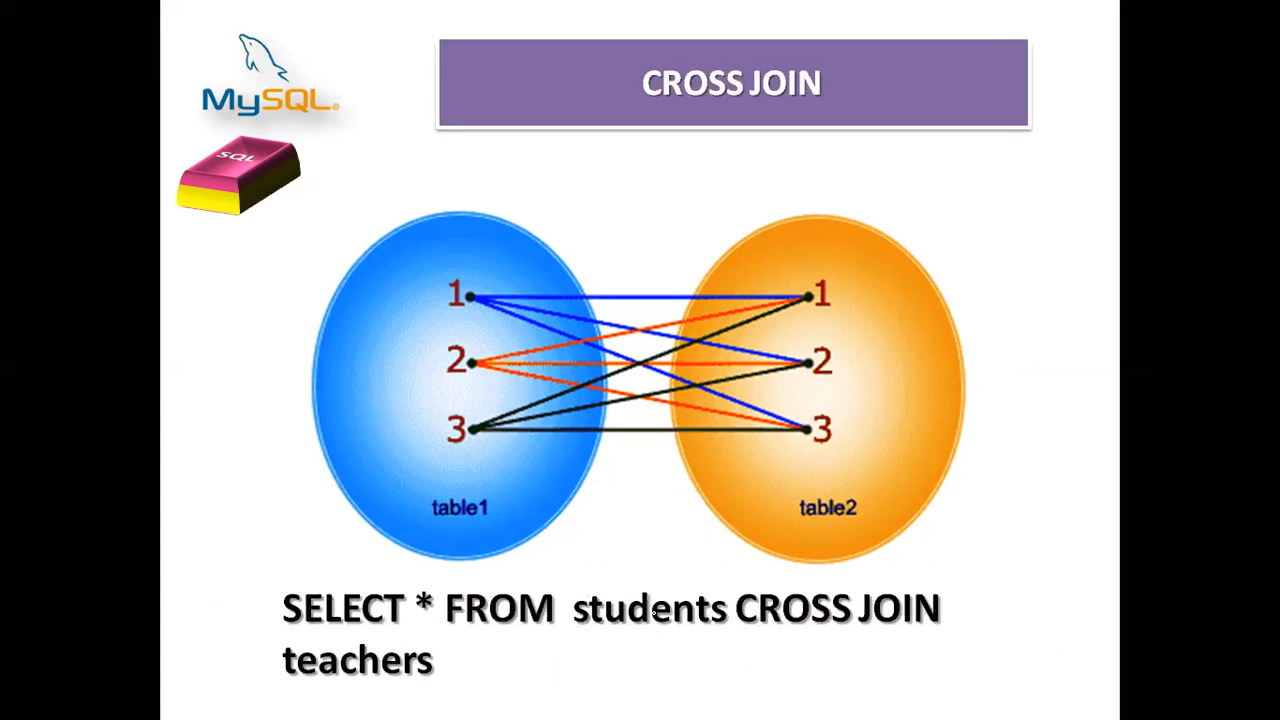 MySQL®
CROSS JOIN
SQL
1
1
2
2
3
3
table1
table2
SELECT * FROM students CROSS JOIN
teachers